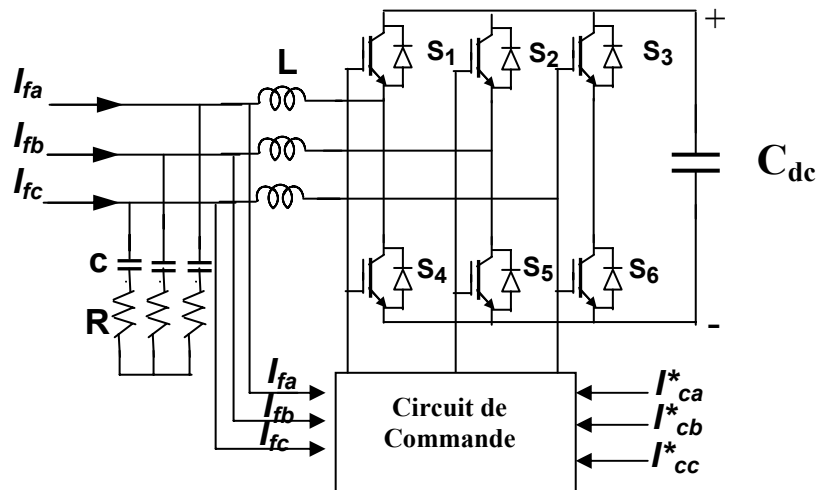 +
S1
S2
S3
L
Ifa
Ifb
Ifc
Cdc
C
R
S4
S5
S6
-
Ifa
Ifb
Ifc
Circuit de
Commande
I*ca
I*cb
I*cc